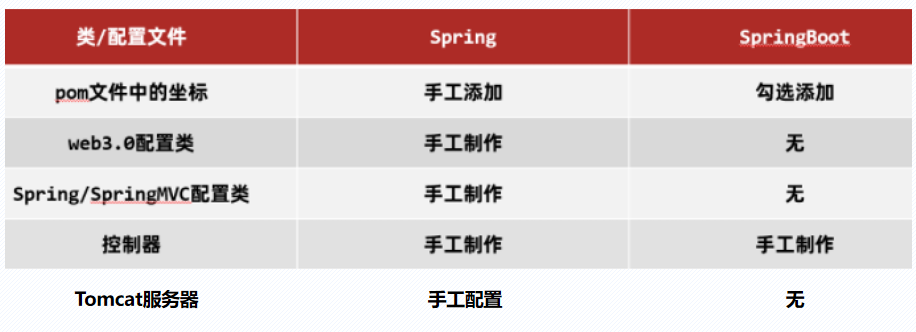 类/配置文件 Spring SpringBoot
pom文件中的坐标 手工添加 勾选添加
web3.0配置类 手工制作 无
Spring/SpringMVC配置类 手工制作 无
控制器 手工制作 手工制作
Tomcat服务器 手工配置 无